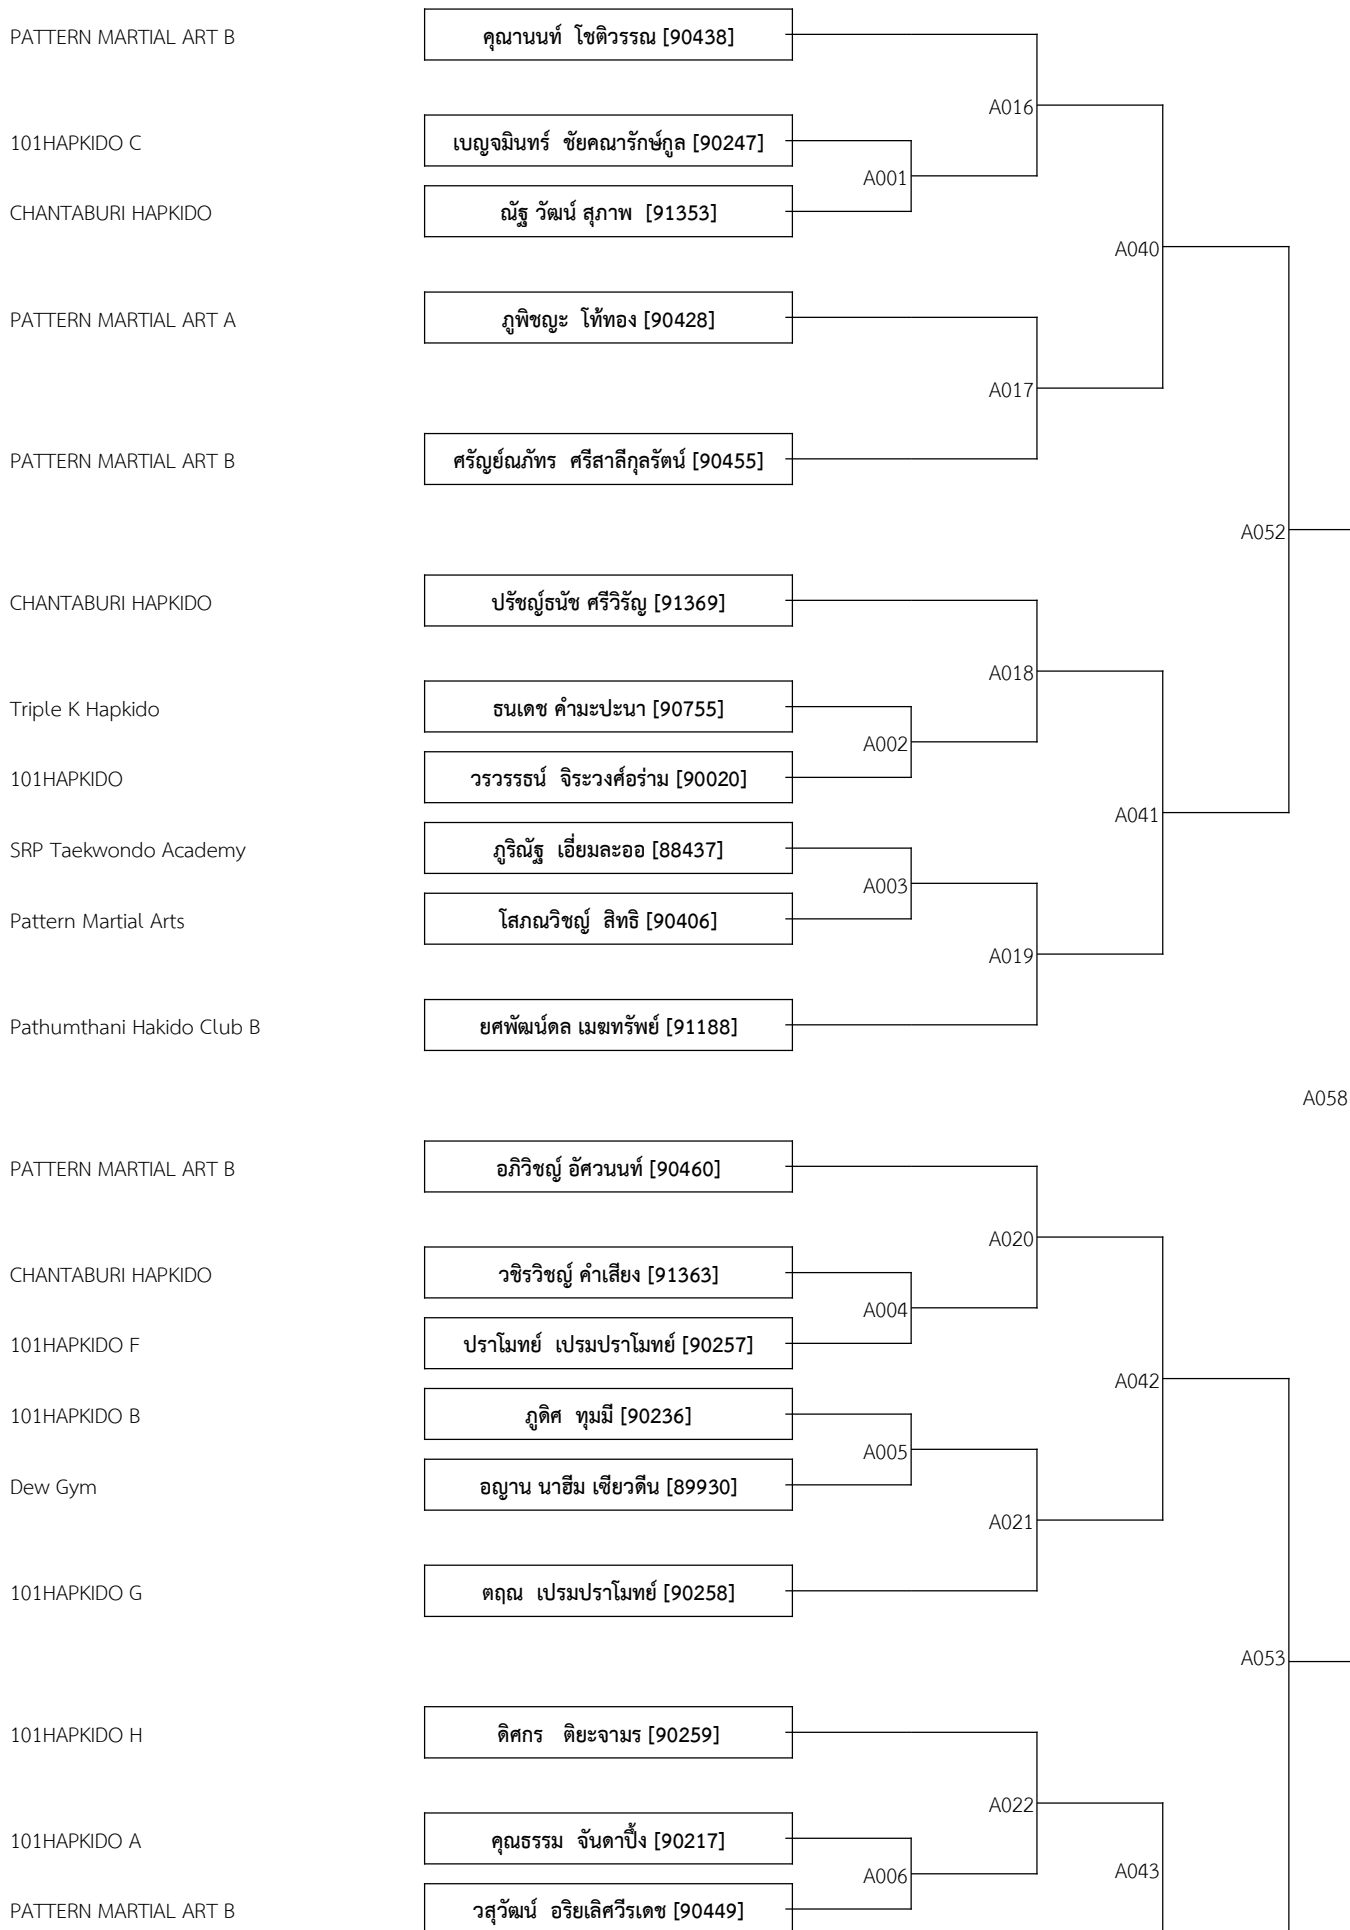 PATTERN MARTIAL ART B คุณานนท์  โชติวรรณ [90438]
A016
101HAPKIDO C เบญจมินทร์  ชัยคณารักษ์กูล [90247]
A001
CHANTABURI HAPKIDO ณัฐ วัฒน์ สุภาพ  [91353]
A040
PATTERN MARTIAL ART A ภูพิชญะ  โท้ทอง [90428]
A017
PATTERN MARTIAL ART B ศรัญย์ณภัทร  ศรีสาลีกุลรัตน์ [90455]
A052
CHANTABURI HAPKIDO ปรัชญ์ธนัช ศรีวิรัญ [91369]
A018
Triple K Hapkido ธนเดช คำมะปะนา [90755]
A002
101HAPKIDO วรวรรธน์  จิระวงศ์อร่าม [90020]
A041
SRP Taekwondo Academy ภูริณัฐ  เอี่ยมละออ [88437]
A003
Pattern Martial Arts โสภณวิชญ์  สิทธิ [90406]
A019
Pathumthani Hakido Club B ยศพัฒน์ดล เมฆทรัพย์ [91188]
A058
PATTERN MARTIAL ART B อภิวิชญ์ อัศวนนท์ [90460]
A020
CHANTABURI HAPKIDO วชิรวิชญ์ คำเสียง [91363]
A004
101HAPKIDO F ปราโมทย์  เปรมปราโมทย์ [90257]
A042
101HAPKIDO B ภูดิศ  ทุมมี [90236]
A005
Dew Gym อญาน นาฮีม เซียวดีน [89930]
A021
101HAPKIDO G ตฤณ  เปรมปราโมทย์ [90258]
A053
101HAPKIDO H ดิศกร   ติยะจามร [90259]
A022
101HAPKIDO A คุณธรรม  จันดาปิ้ง [90217]
A006 A043
PATTERN MARTIAL ART B วสุวัฒน์  อริยเลิศวีรเดช [90449]